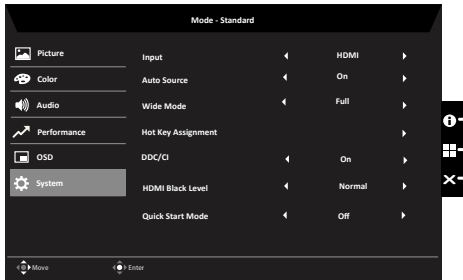 Mode - Standard
Picture
Color
Audio
Performance
OSD
System
Input HDMI
Auto Source On
Wide Mode Full
Hot Key Assignment
DDC/CI On
HDMI Black Level Normal
Quick Start Mode Off
Move Enter